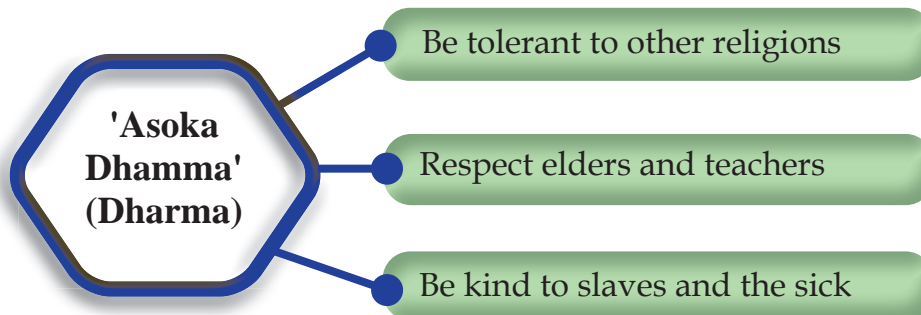 'Asoka
Dhamma'
(Dharma)
Be tolerant to other religions
Respect elders and teachers
Be kind to slaves and the sick